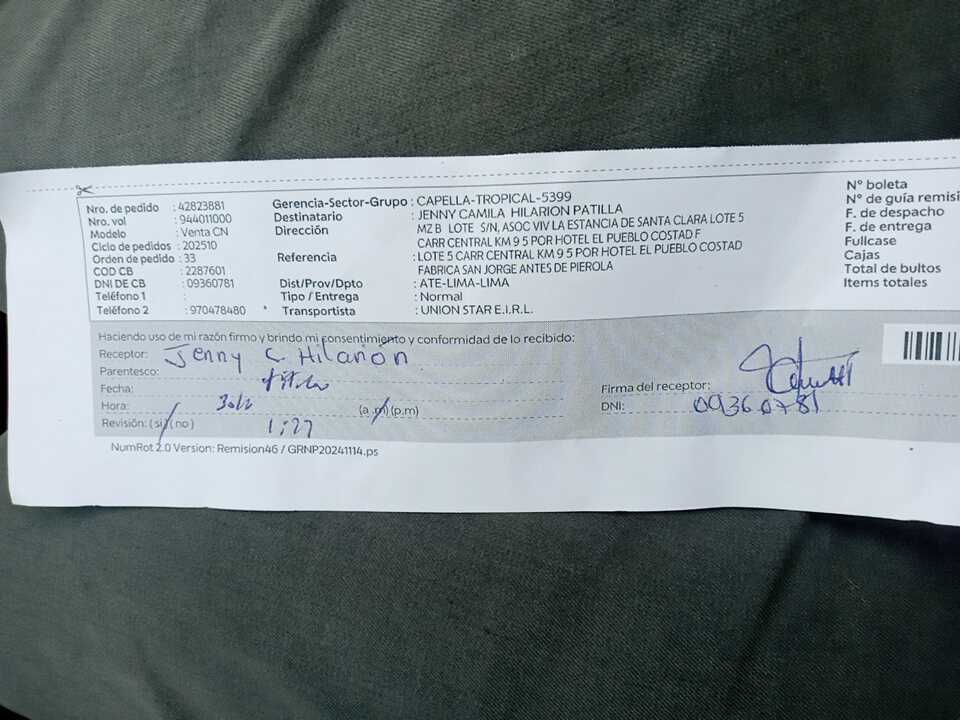 Nro. de pedido : 42823881
Nro. vol : 944011000
Modelo : Venta CN
Ciclo de pedidos : 202510
Orden de pedido : 33
COD CB : 2287601
DNI DE CB : 09360781
Teléfono 1 :
Teléfono 2 : 970478480 *
Gerencia-Sector-Grupo : CAPELLA-TROPICAL-5399
Destinatario : JENNY CAMILA HILARION PATILLA
Dirección MZ B LOTE S/N, ASOC VIV LA ESTANCIA DE SANTA CLARA LOTE 5
CARR CENTRAL KM 9 5 POR HOTEL EL PUEBLO COSTAD F
Referencia : LOTE 5 CARR CENTRAL KM 9 5 POR HOTEL EL PUEBLO COSTAD
FABRICA SAN JORGE ANTES DE PIEROLA
Dist/Prov/Dpto : ATE-LIMA-LIMA
Tipo / Entrega : Normal
Transportista : UNION STAR E.I.R.L.
N° boleta
N° de guía remisi
F. de despacho
F. de entrega
Fullcase
Cajas
Total de bultos
Items totales
Haciendo uso de mi razón firmo y brindo mi consentimiento y conformidad de lo recibido:
Receptor: Jenny C. Hilarion
Parentesco: titular
Fecha:
Hora: (a.m) (p.m)
Revisión: ( si ) ( no ) 1:27
Firma del receptor:
DNI: 09360781
NumRot 2.0 Version: Remision46 / GRNP20241114.ps